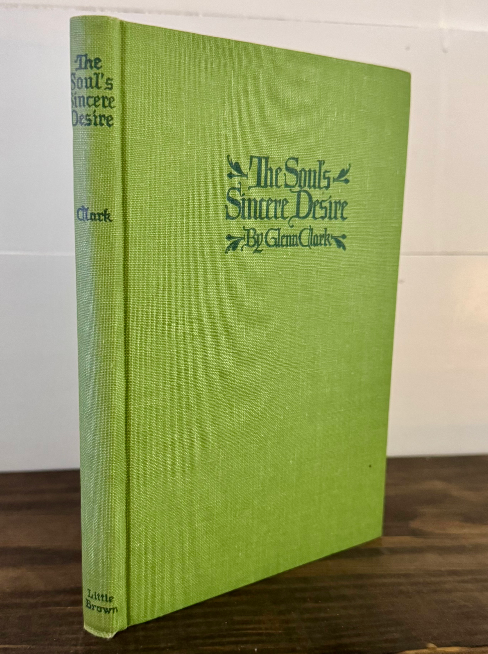 The
Soul's
Sincere
Desire
Clark
Little
Brown
The Soul's
Sincere Desire
By Glenn Clark